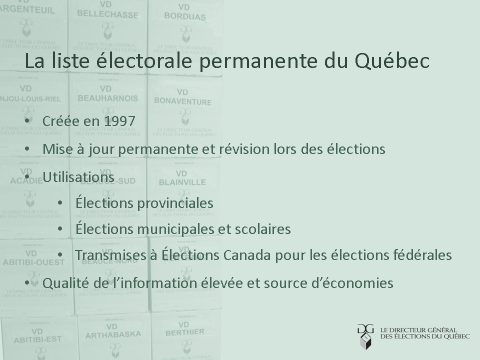 ARGENTEUIL
VD
BELLECHASSE
VD
BORDUAS
La liste électorale permanente du Québec
VD
ANJOU-LOUIS-RIEL
VD
BEAUHARNOIS
VD
BONAVENTURE
• Créée en 1997
• Mise à jour permanente et révision lors des élections
• Utilisations
VD
ACADIE
VD
BLAINVILLE
• Élections provinciales
• Élections municipales et scolaires
• Transmises à Élections Canada pour les élections fédérales
VD
ABITIBI-OUEST
• Qualité de l’information élevée et source d’économies
VD
ABITIBI-EST
VD
ARTHABASKA
VD
BERTHIER
LE DIRECTEUR GÉNÉRAL
DES ÉLECTIONS DU QUÉBEC